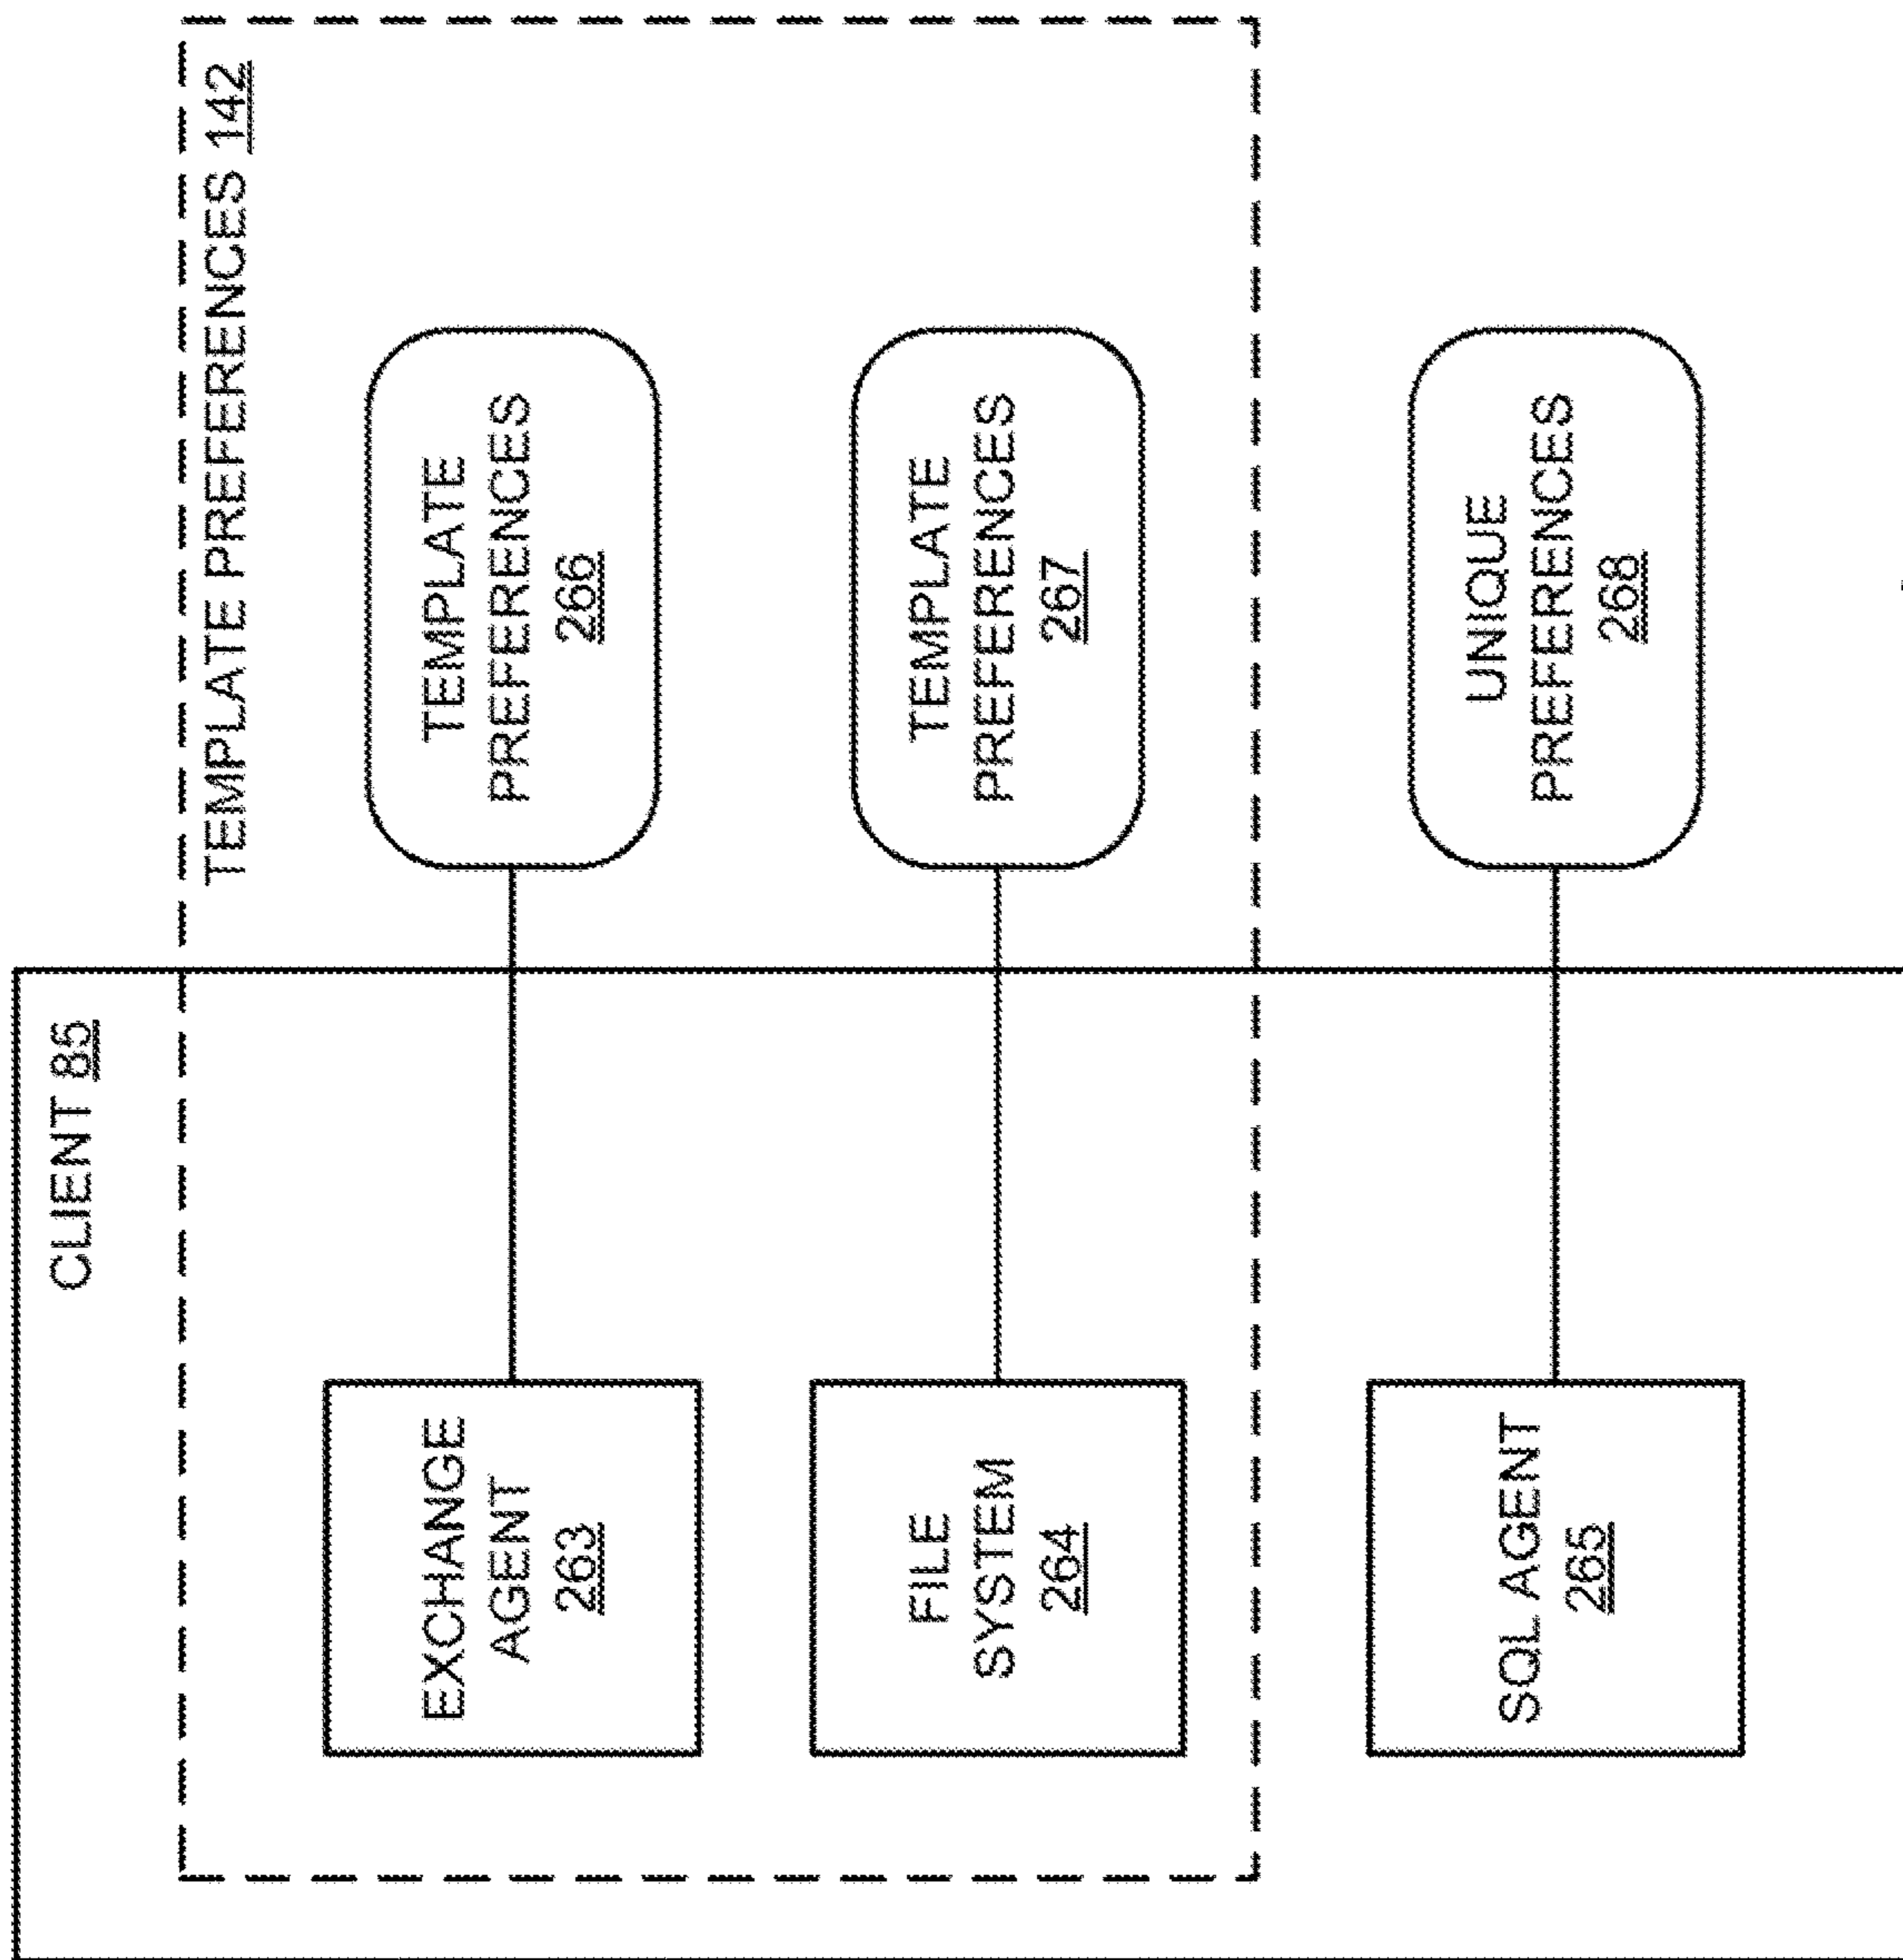 CLIENT 85
TEMPLATE PREFERENCES 142
EXCHANGE
AGENT
263
TEMPLATE
PREFERENCES
266
FILE
SYSTEM
264
TEMPLATE
PREFERENCES
267
SQL AGENT
265
UNIQUE
PREFERENCES
268